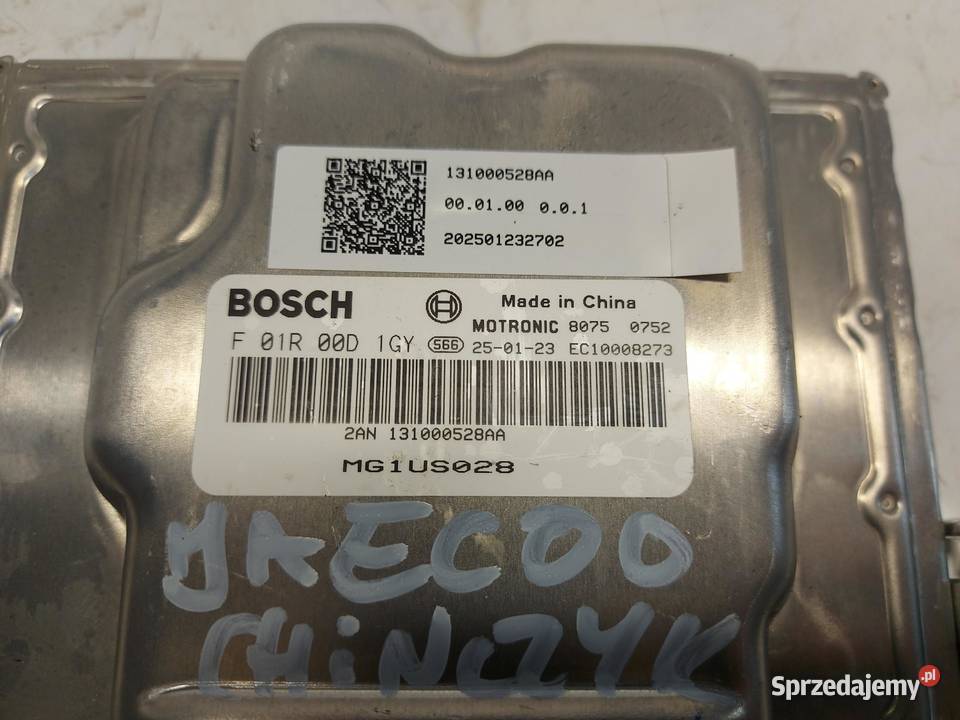 131000528AA
00.01.00 0.0.1
202501232702
BOSCH Made in China
MOTRONIC 8075 0752
F 01R 00D 1GY 566 25-01-23 EC10008273
2AN 131000528AA
MG1US028
JAECOO
CHiNCZYK
Sprzedajemy.pl